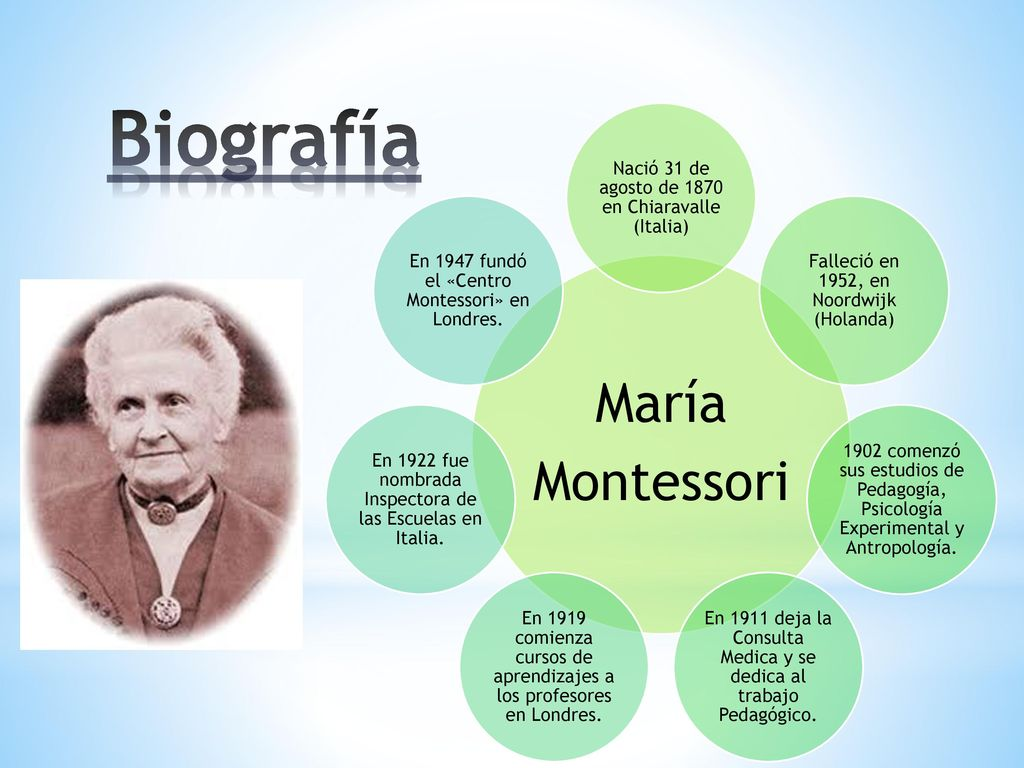 Biografía
Nació 31 de
agosto de 1870
en Chiaravalle
(Italia)
Falleció en
1952, en
Noordwijk
(Holanda)
1902 comenzó
sus estudios de
Pedagogía,
Psicología
Experimental y
Antropología.
En 1911 deja la
Consulta
Medica y se
dedica al
trabajo
Pedagógico.
En 1919
comienza
cursos de
aprendizajes a
los profesores
en Londres.
En 1922 fue
nombrada
Inspectora de
las Escuelas en
Italia.
En 1947 fundó
el «Centro
Montessori» en
Londres.
María
Montessori